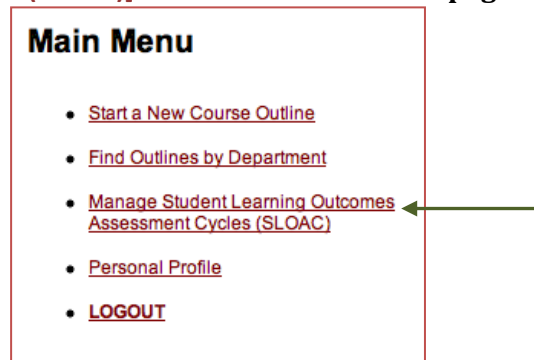 Main Menu
Start a New Course Outline
Find Outlines by Department
Manage Student Learning Outcomes
Assessment Cycles (SLOAC)
Personal Profile
LOGOUT